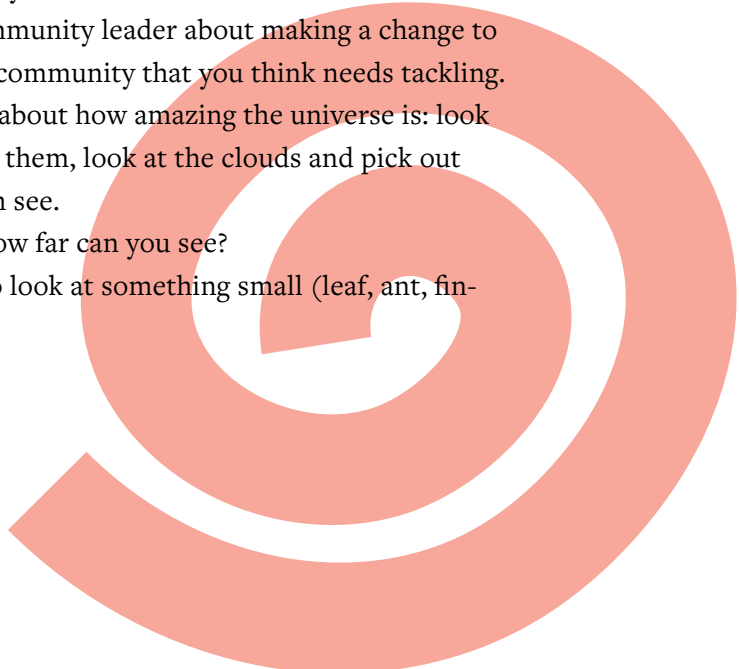 mmunity leader about making a change to
community that you think needs tackling.
about how amazing the universe is: look
them, look at the clouds and pick out
n see.
ow far can you see?
look at something small (leaf, ant, fin-